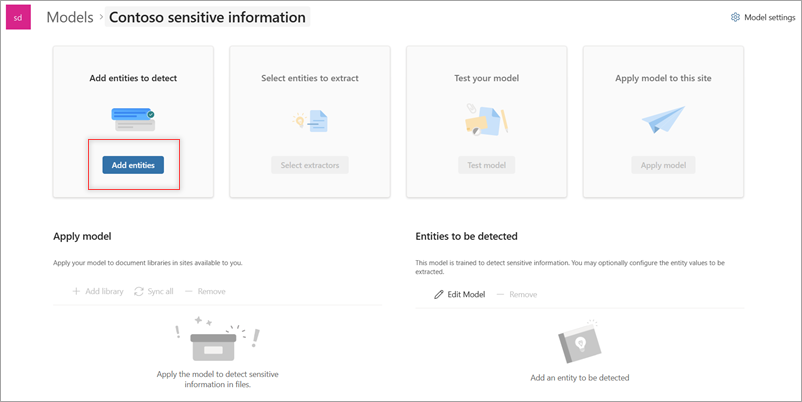 sd
Models > Contoso sensitive information
Model settings
Add entities to detect
Add entities
Select entities to extract
Select extractors
Test your model
Test model
Apply model to this site
Apply model
Apply model
Apply your model to document libraries in sites available to you.
+ Add library Sync all — Remove
Apply the model to detect sensitive
information in files.
Entities to be detected
This model is trained to detect sensitive information. You may optionally configure the entity values to be
extracted.
Edit Model — Remove
Add an entity to be detected